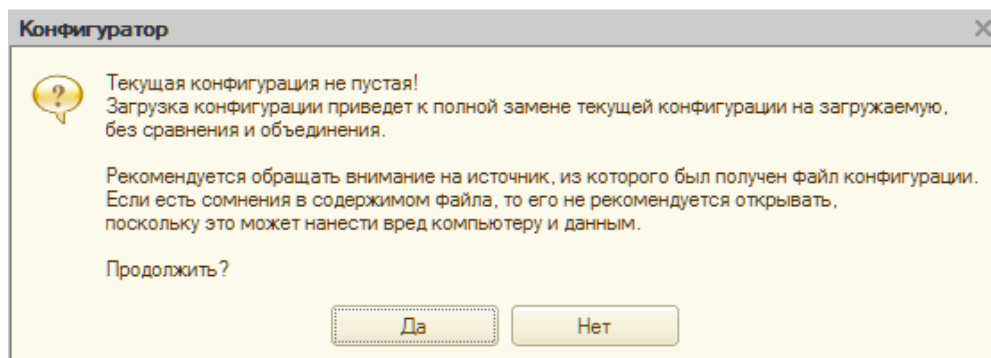 Конфигуратор
Текущая конфигурация не пустая!
Загрузка конфигурации приведет к полной замене текущей конфигурации на загружаемую,
без сравнения и объединения.
Рекомендуется обращать внимание на источник, из которого был получен файл конфигурации.
Если есть сомнения в содержимом файла, то его не рекомендуется открывать,
поскольку это может нанести вред компьютеру и данным.
Продолжить?
Да
Нет